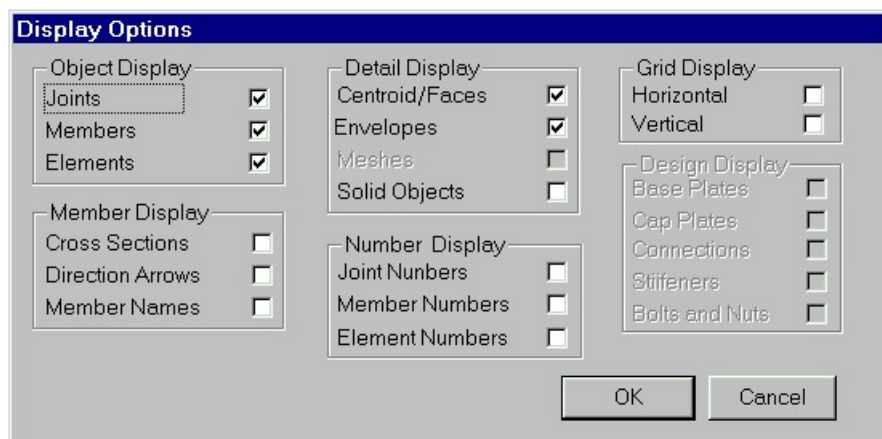 Display Options
Object Display
Joints
Members
Elements
Member Display
Cross Sections
Direction Arrows
Member Names
Detail Display
Centroid/Faces
Envelopes
Meshes
Solid Objects
Number Display
Joint Nunbers
Member Numbers
Element Numbers
Grid Display
Horizontal
Vertical
Design Display
Base Plates
Cap Plates
Connections
Stiifeners
Bolts and Nuts
OK
Cancel